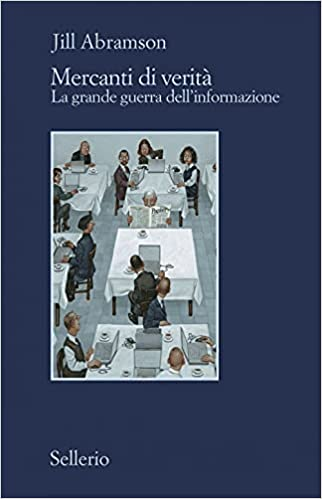 Jill Abramson
Mercanti di verità
La grande guerra dell'informazione
Sellerio